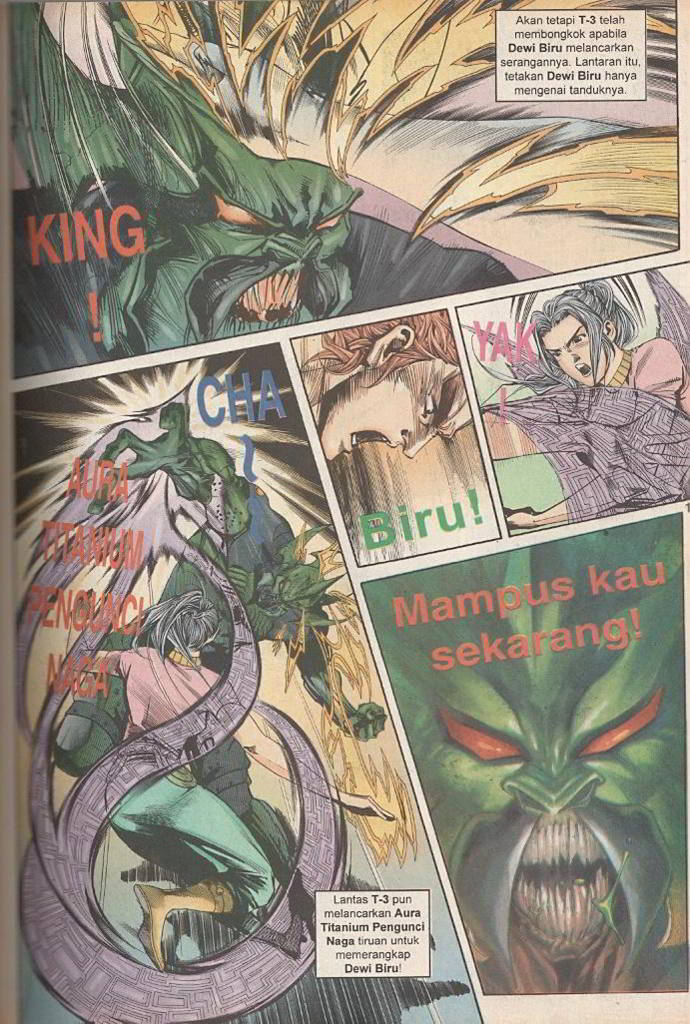 Akan tetapi T-3 telah
membongkok apabila
Dewi Biru melancarkan
serangannya. Lantaran itu,
tetakan Dewi Biru hanya
mengenai tanduknya.
KING
!
Biru!
YAK
!
CHA
~
AURA
TITANIUM
PENGUNCI
NAGA
Lantas T-3 pun
melancarkan Aura
Titanium Pengunci
Naga tiruan untuk
memerangkap
Dewi Biru!
Mampus kau
sekarang!